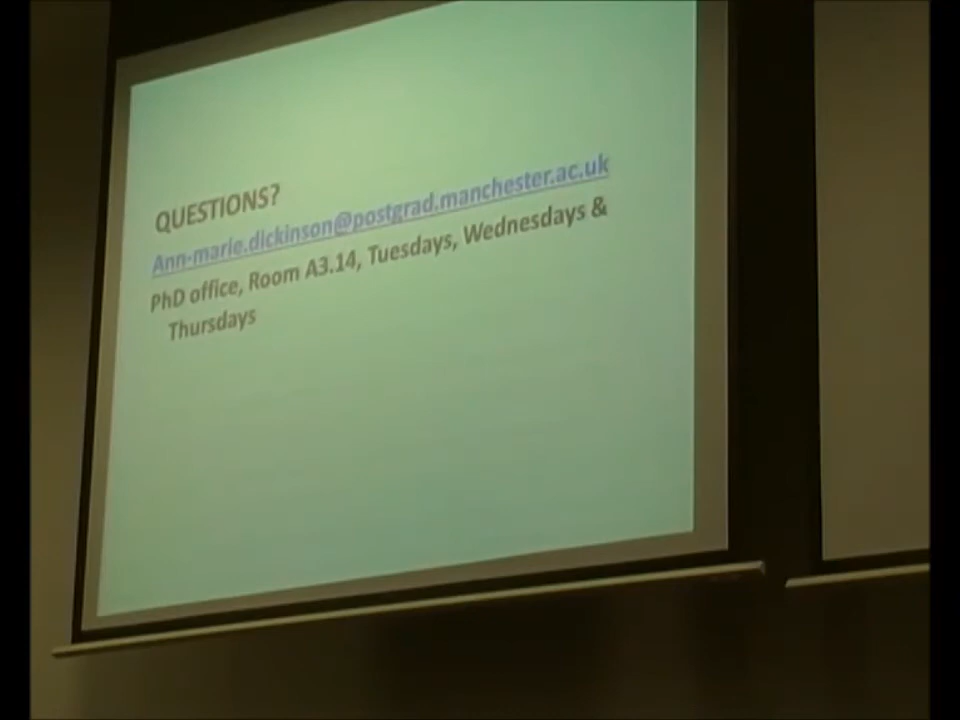 QUESTIONS?
Ann-marie.dickinson@postgrad.manchester.ac.uk
PhD office, Room A3.14, Tuesdays, Wednesdays &
Thursdays